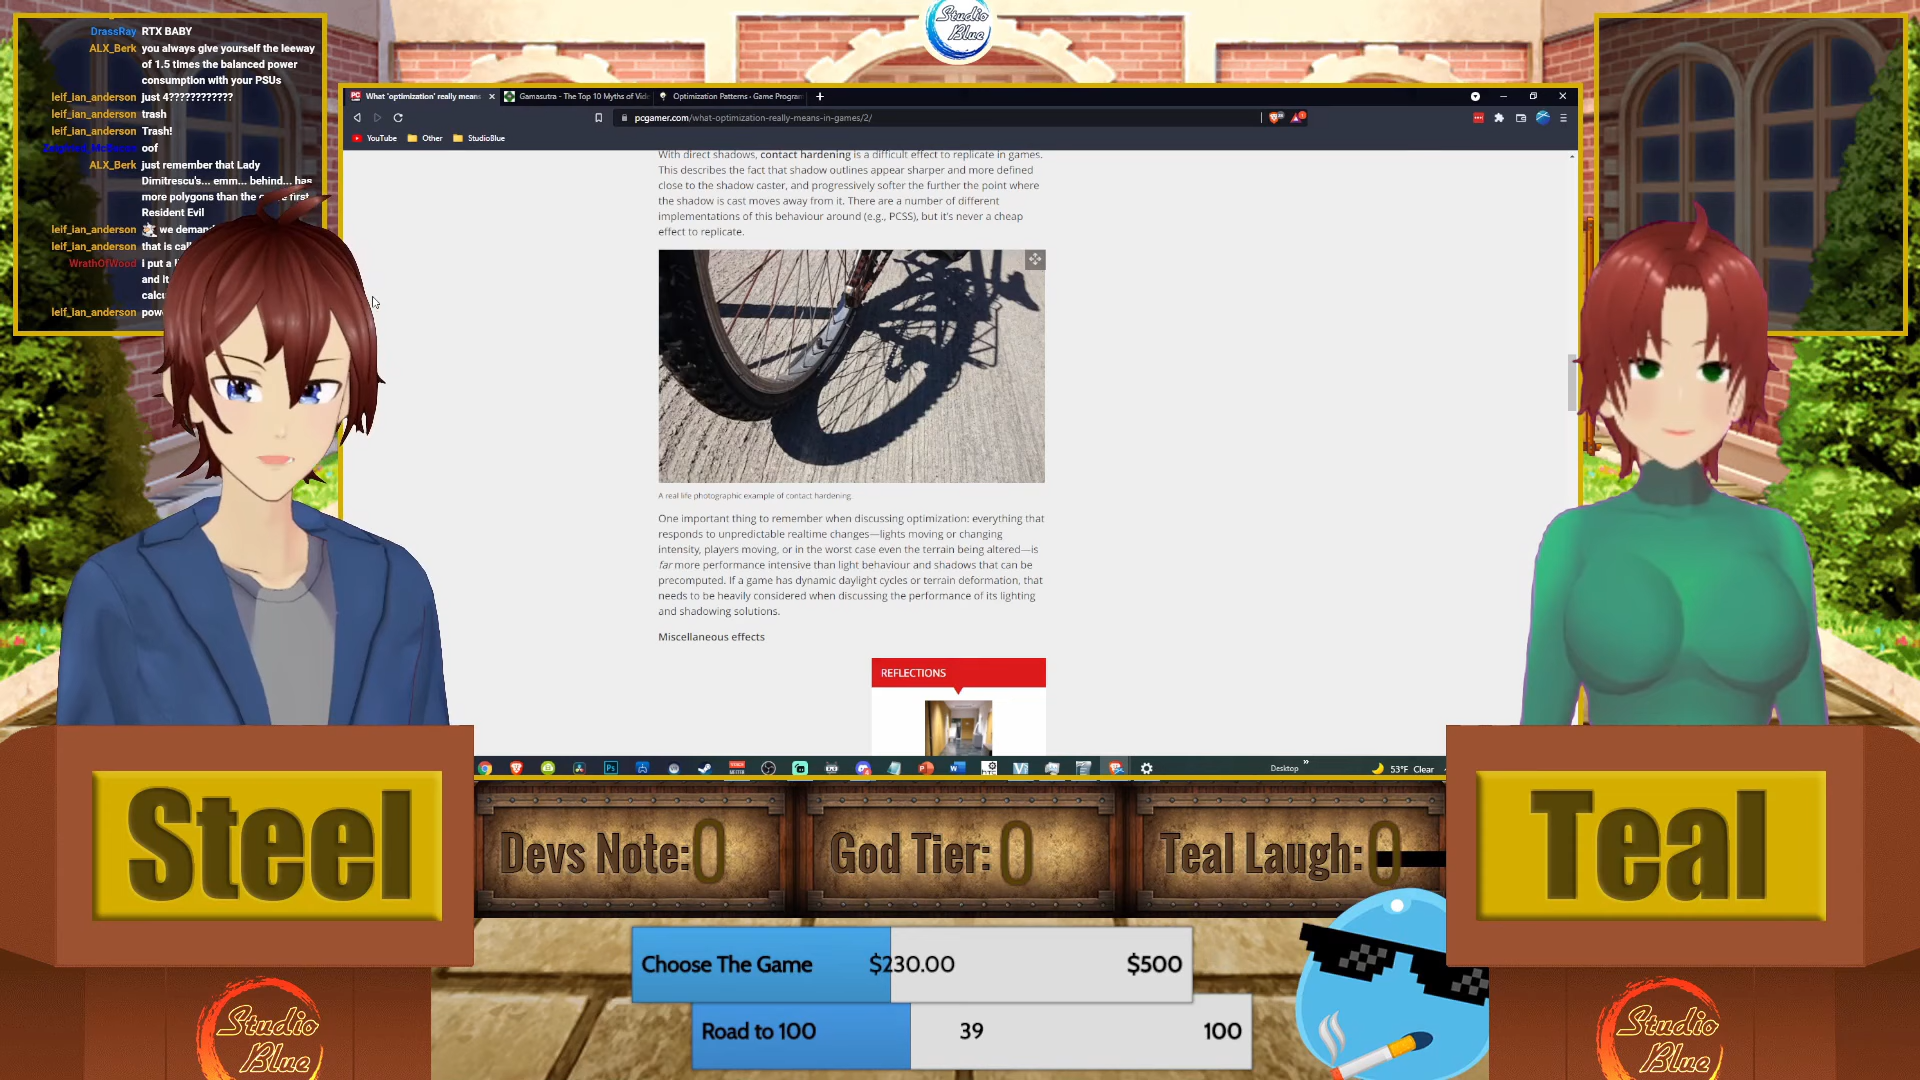 Studio
Blue
DrassRay RTX BABY
ALX_Berk you always give yourself the leeway
of 1.5 times the balanced power
consumption with your PSUs
leif_ian_anderson just 4????????????
leif_ian_anderson trash
leif_ian_anderson Trash!
oof
ALX_Berk just remember that Lady
Dimitrescu's... emm... behind... has
more polygons than the first
Resident Evil
leif_ian_anderson we deman
leif_ian_anderson that is cal
WrathOfWood i put a l
and it
calcu
leif_ian_anderson pow
What 'optimization' really means
Gamasutra - The Top 10 Myths of Vid
Optimization Patterns - Game Program
pcgamer.com/what-optimization-really-means-in-games/2/
YouTube Other StudioBlue
With direct shadows, contact hardening is a difficult effect to replicate in games.
This describes the fact that shadow outlines appear sharper and more defined
close to the shadow caster, and progressively softer the further the point where
the shadow is cast moves away from it. There are a number of different
implementations of this behaviour around (e.g., PCSS), but it's never a cheap
effect to replicate.
A real life photographic example of contact hardening.
One important thing to remember when discussing optimization: everything that
responds to unpredictable realtime changes—lights moving or changing
intensity, players moving, or in the worst case even the terrain being altered—is
far more performance intensive than light behaviour and shadows that can be
precomputed. If a game has dynamic daylight cycles or terrain deformation, that
needs to be heavily considered when discussing the performance of its lighting
and shadowing solutions.
Miscellaneous effects
REFLECTIONS
Desktop
53°F Clear
Steel
Devs Note: 0
God Tier: 0
Teal Laugh: 0
Teal
Choose The Game $230.00 $500
Road to 100 39 100
Studio
Blue
Studio
Blue